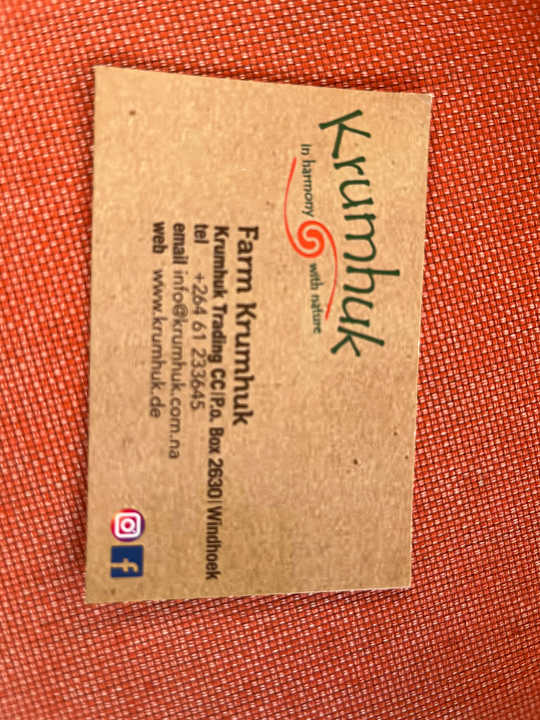 Krumhuk
in harmony with nature
Farm Krumhuk
Krumhuk Trading CC|P.o. Box 2630|Windhoek
tel +264 61 233645
email info@krumhuk.com.na
web www.krumhuk.de